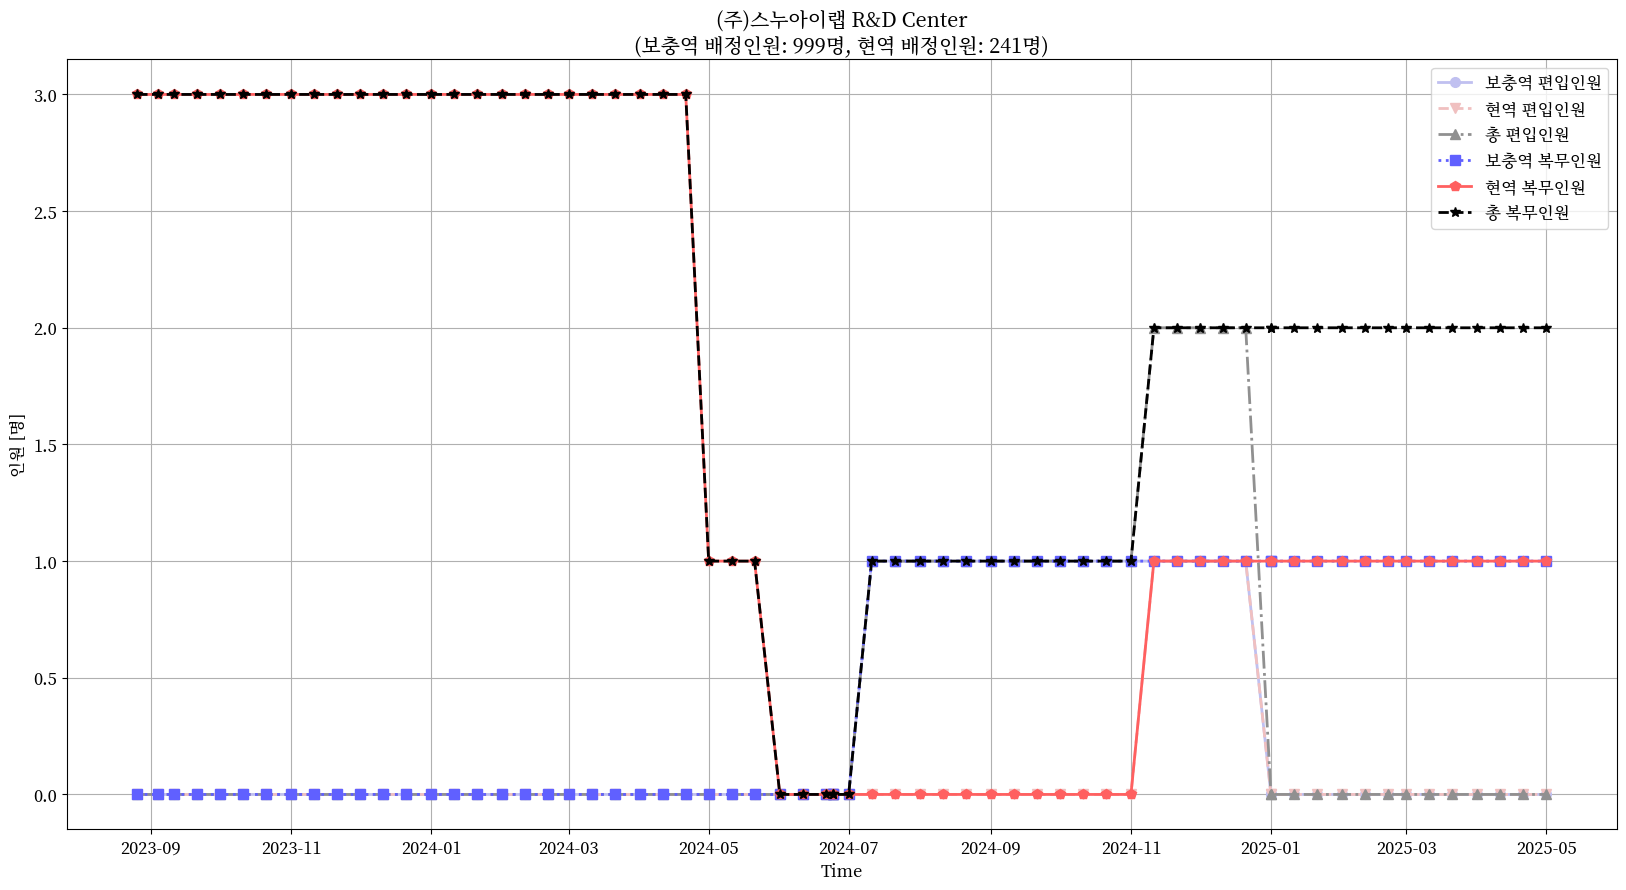 (주)스누아이랩 R&D Center
(보충역 배정인원: 999명, 현역 배정인원: 241명)
보충역 편입인원
현역 편입인원
총 편입인원
보충역 복무인원
현역 복무인원
총 복무인원
3.0
2.5
2.0
1.5
1.0
0.5
0.0
인원 [명]
2023-09 2023-11 2024-01 2024-03 2024-05 2024-07 2024-09 2024-11 2025-01 2025-03 2025-05
Time